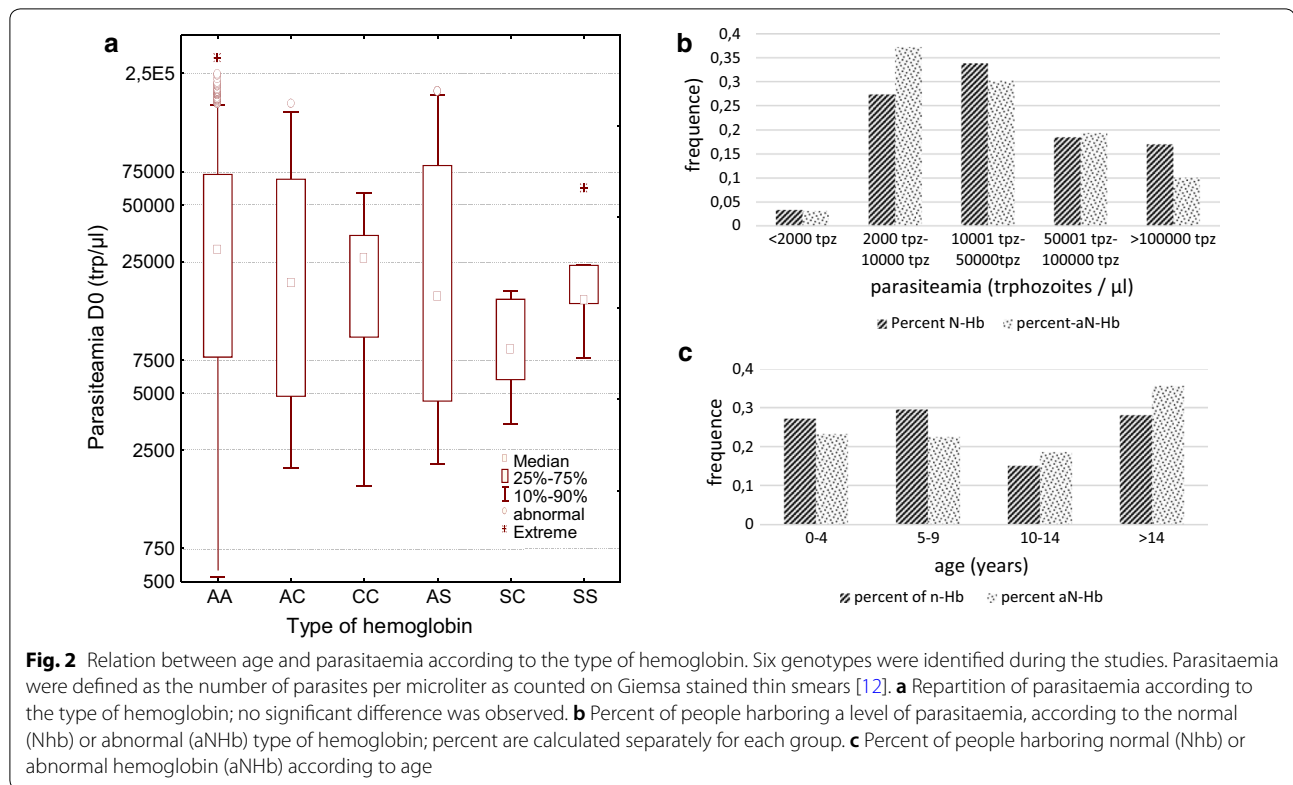 a
Parasiteamia D0 (trp/µl)
2,5E5
75000
50000
25000
7500
5000
2500
750
500
Median
25%-75%
10%-90%
abnormal
Extreme
AA AC CC AS SC SS
Type of hemoglobin
b
frequence
0,4
0,35
0,3
0,25
0,2
0,15
0,1
0,05
0
<2000 tpz 2000 tpz- 10001 tpz- 50001 tpz- >100000 tpz
10000 tpz 50000tpz 100000 tpz
parasiteamia (trphozoites / µl)
Percent N-Hb percent-aN-Hb
c
frequence
0,4
0,3
0,2
0,1
0
0-4 5-9 10-14 >14
age (years)
percent of n-Hb percent aN-Hb
Fig. 2 Relation between age and parasitaemia according to the type of hemoglobin. Six genotypes were identified during the studies. Parasitaemia
were defined as the number of parasites per microliter as counted on Giemsa stained thin smears [12]. a Repartition of parasitaemia according to
the type of hemoglobin; no significant difference was observed. b Percent of people harboring a level of parasitaemia, according to the normal
(Nhb) or abnormal (aNHb) type of hemoglobin; percent are calculated separately for each group. c Percent of people harboring normal (Nhb) or
abnormal hemoglobin (aNHb) according to age